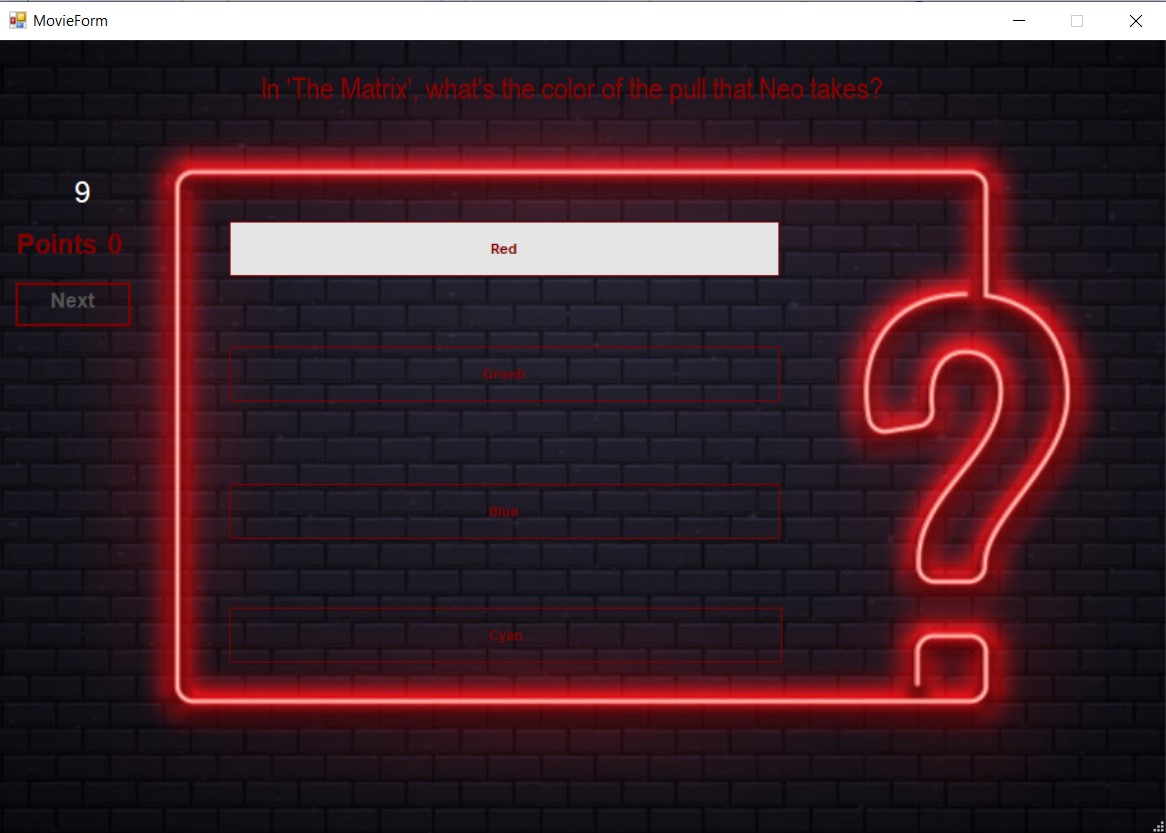 MovieForm
In 'The Matrix', what's the color of the pull that Neo takes?
9
Points 0
Next
Red
Greeb
Blue
Cyan